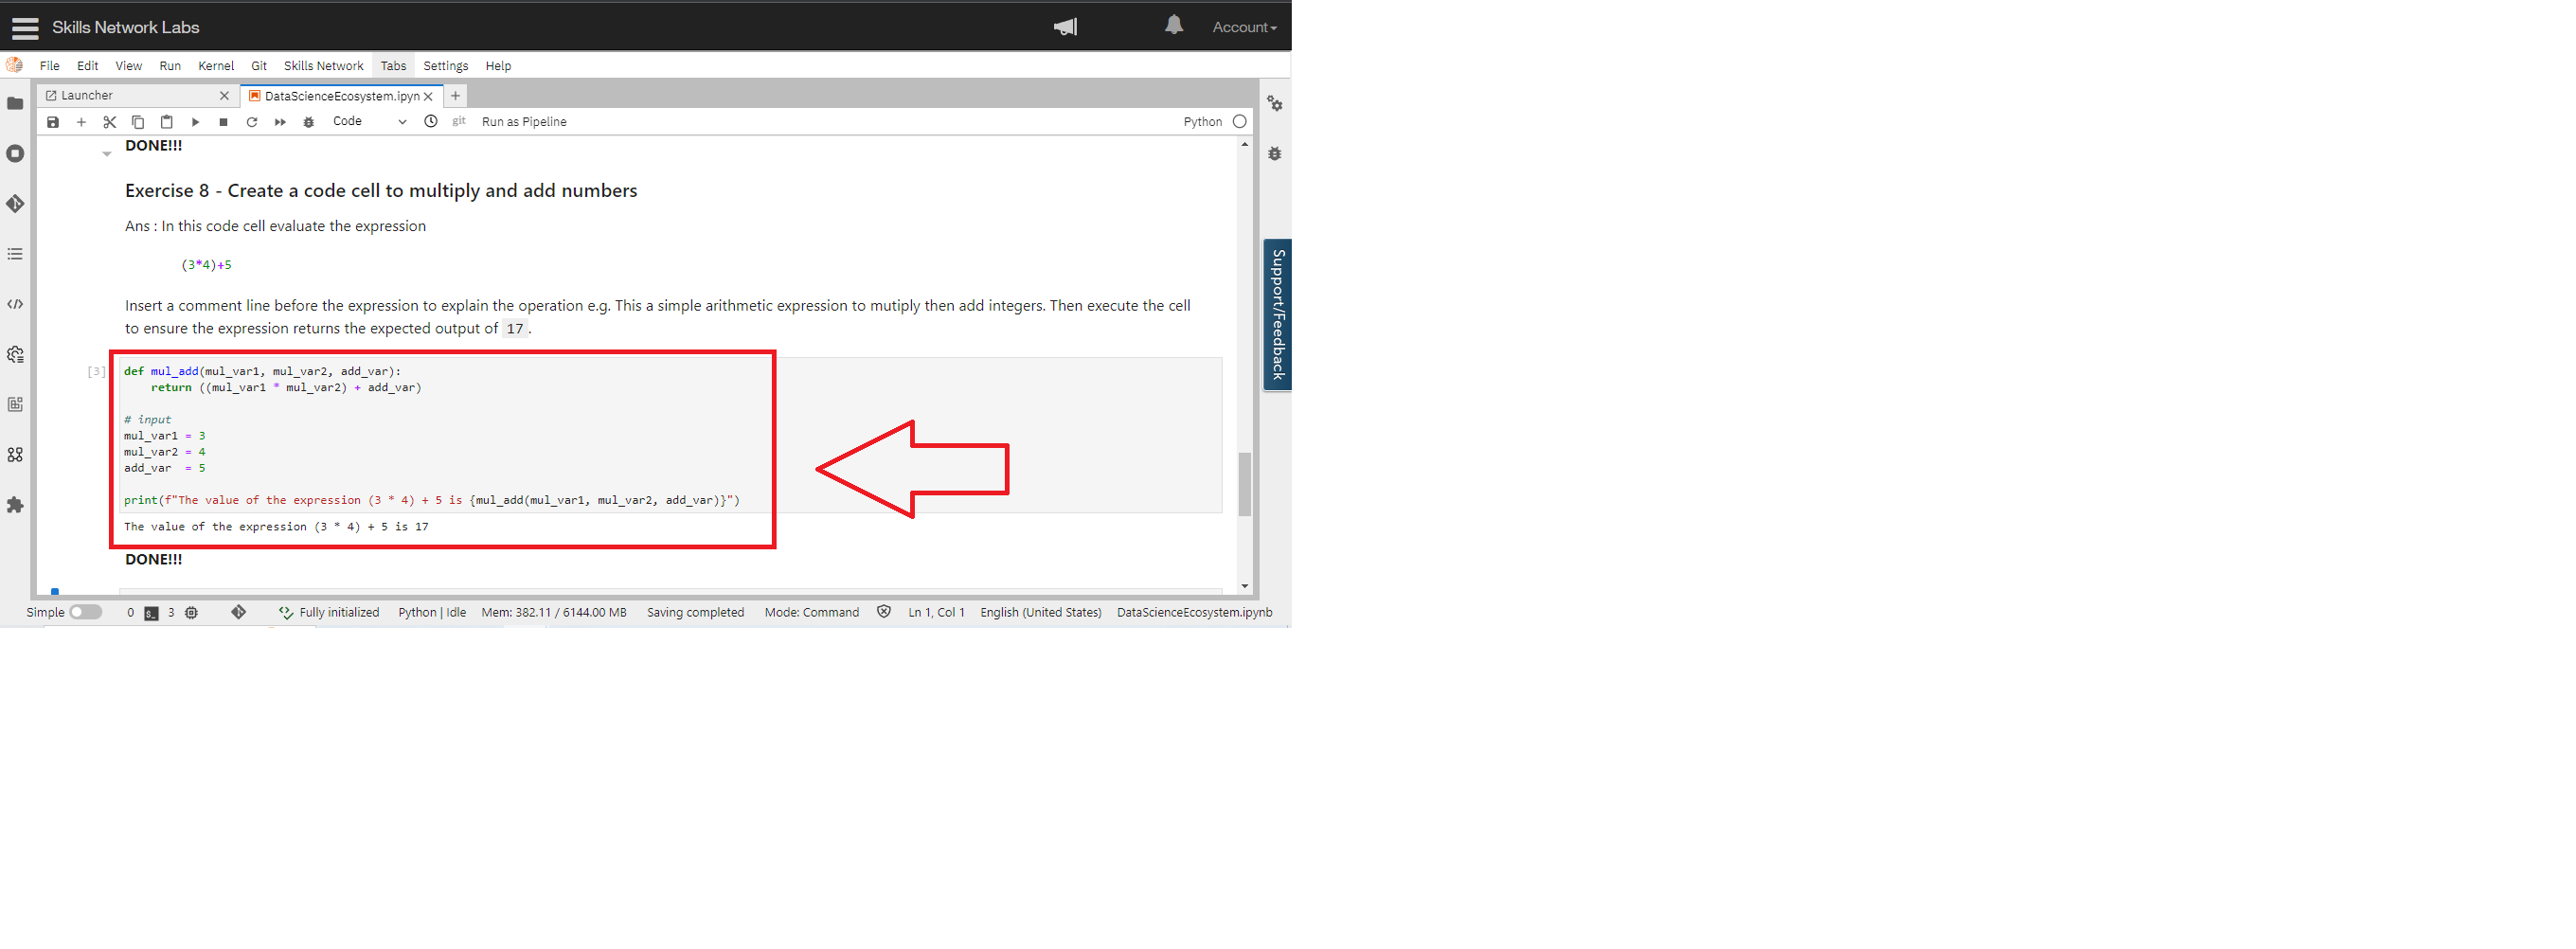 Skills Network Labs
Account
File Edit View Run Kernel Git Skills Network Tabs Settings Help
Launcher
DataScienceEcosystem.ipyn
Code
git
Run as Pipeline
Python
DONE!!!
Exercise 8 - Create a code cell to multiply and add numbers
Ans : In this code cell evaluate the expression
(3*4)+5
Insert a comment line before the expression to explain the operation e.g. This a simple arithmetic expression to mutiply then add integers. Then execute the cell
to ensure the expression returns the expected output of 17 .
[3]
def mul_add(mul_var1, mul_var2, add_var):
    return ((mul_var1 * mul_var2) + add_var)
# input
mul_var1 = 3
mul_var2 = 4
add_var  = 5
print(f"The value of the expression (3 * 4) + 5 is {mul_add(mul_var1, mul_var2, add_var)}")
The value of the expression (3 * 4) + 5 is 17
DONE!!!
Support/Feedback
Simple 0 $_ 3 Fully initialized Python | Idle Mem: 382.11 / 6144.00 MB Saving completed Mode: Command Ln 1, Col 1 English (United States) DataScienceEcosystem.ipynb